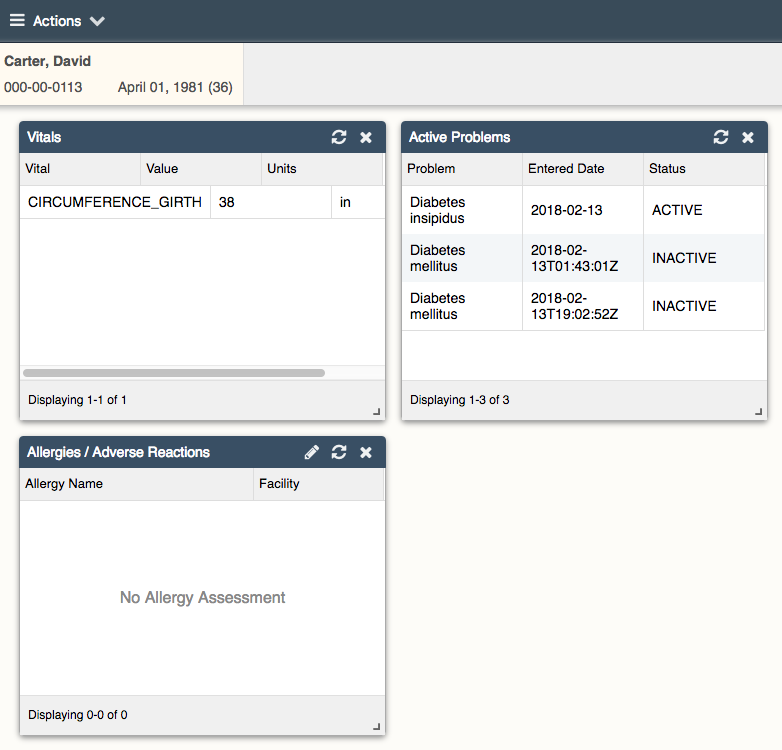 Actions
Carter, David
000-00-0113 April 01, 1981 (36)
Vitals
Vital Value Units
CIRCUMFERENCE_GIRTH 38 in
Displaying 1-1 of 1
Active Problems
Problem Entered Date Status
Diabetes
insipidus
2018-02-13
ACTIVE
Diabetes
mellitus
2018-02-
13T01:43:01Z
INACTIVE
Diabetes
mellitus
2018-02-
13T19:02:52Z
INACTIVE
Displaying 1-3 of 3
Allergies / Adverse Reactions
Allergy Name Facility
No Allergy Assessment
Displaying 0-0 of 0